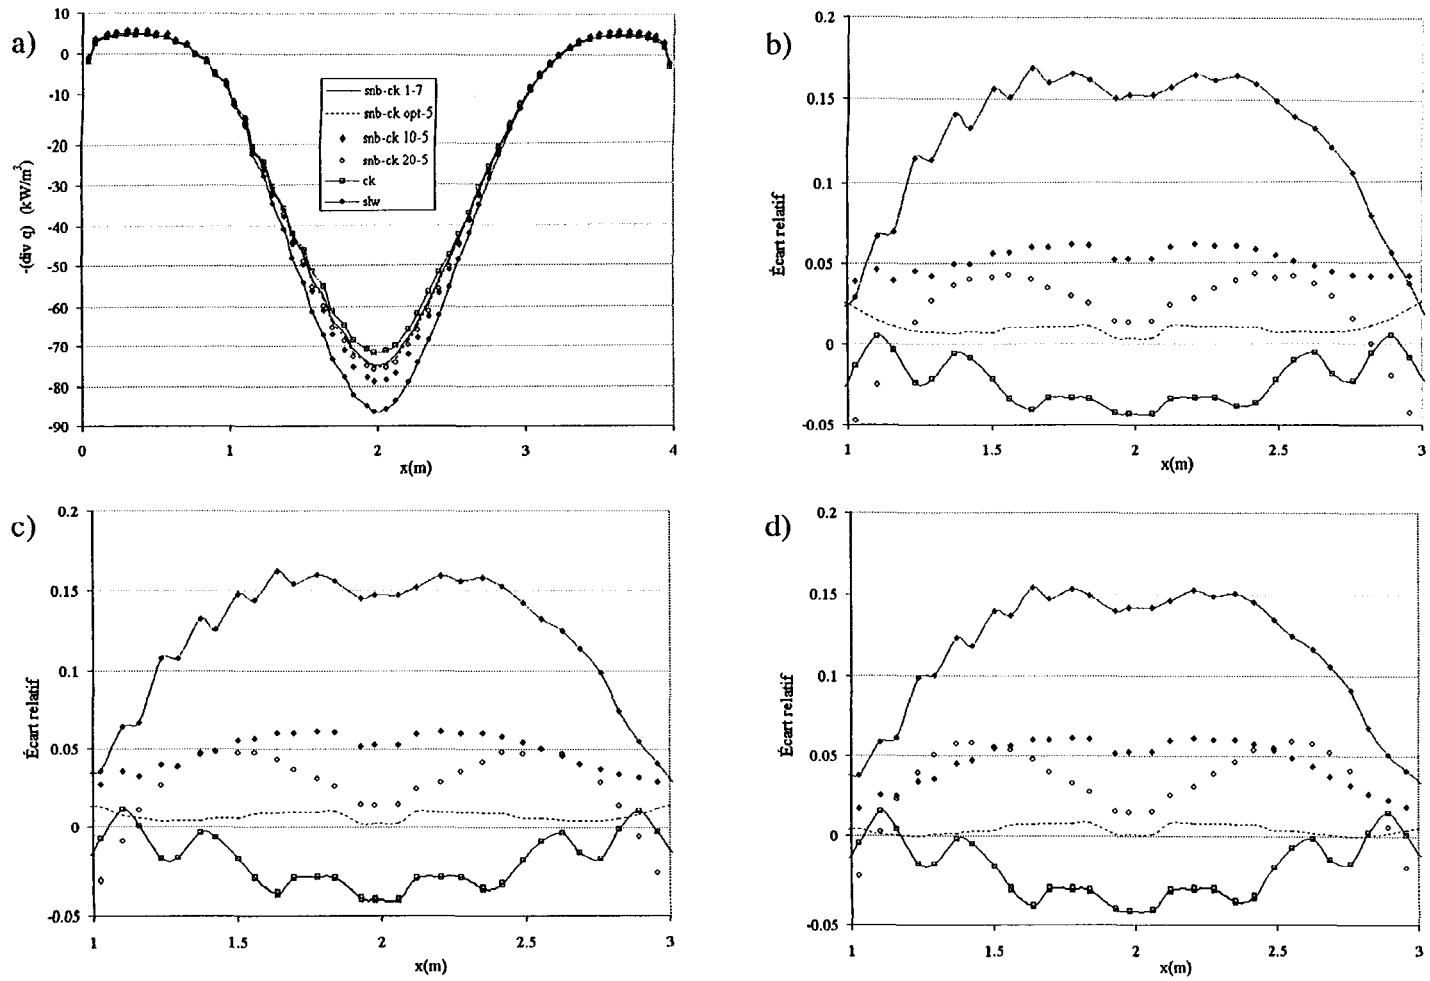 a)
10
0
-10
-20
-30
-40
-50
-60
-70
-80
-90
-(div q) (kW/m³)
snb-ck 1-7
snb-ck opt-5
snb-ck 10-5
snb-ck 20-5
ck
slw
0
1
2
3
4
x(m)
b)
0.2
0.15
0.1
0.05
0
-0.05
Écart relatif
1
1.5
2
2.5
3
x(m)
c)
0.2
0.15
0.1
0.05
0
-0.05
Écart relatif
1
1.5
2
2.5
3
x(m)
d)
0.2
0.15
0.1
0.05
0
-0.05
Écart relatif
1
1.5
2
2.5
3
x(m)